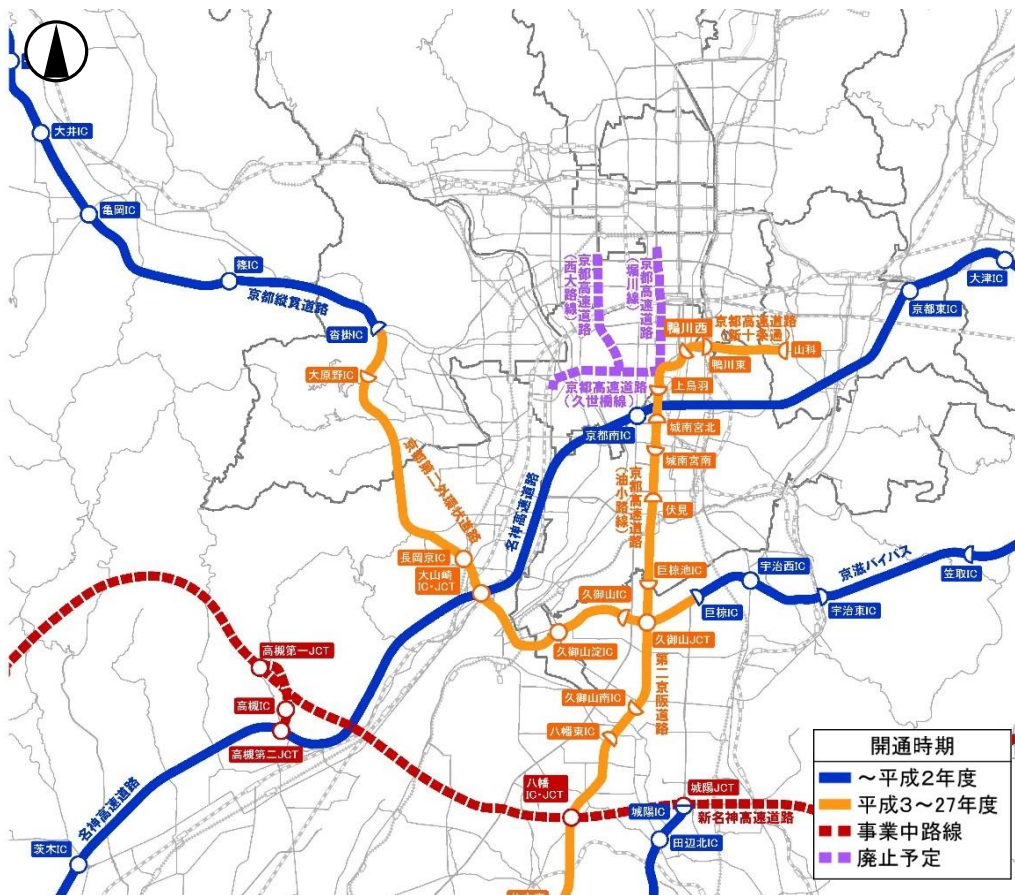 大井IC
亀岡IC
篠IC
京都縦貫道路
沓掛IC
大原野IC
京都第二外環状道路
長岡京IC
大山崎
IC・JCT
名神高速道路
京都高速道路
(西大路線)
京都高速道路
(堀川線)
京都高速道路
(久世橋線)
鴨川西
京都高速道路
(新十条通)
鴨川東
山科
上鳥羽
大津IC
京都東IC
京都南IC
城南宮北
城南宮南
京都高速道路
(油小路線)
伏見
巨椋池IC
宇治西IC
京滋バイパス
笠取IC
宇治東IC
巨椋IC
久御山IC
久御山淀IC
久御山JCT
第二京阪道路
久御山南IC
八幡東IC
高槻第一JCT
高槻IC
高槻第二JCT
名神高速道路
茨木IC
八幡
IC・JCT
城陽JCT
城陽IC
新名神高速道路
田辺北IC
開通時期
～平成2年度
平成3～27年度
事業中路線
廃止予定